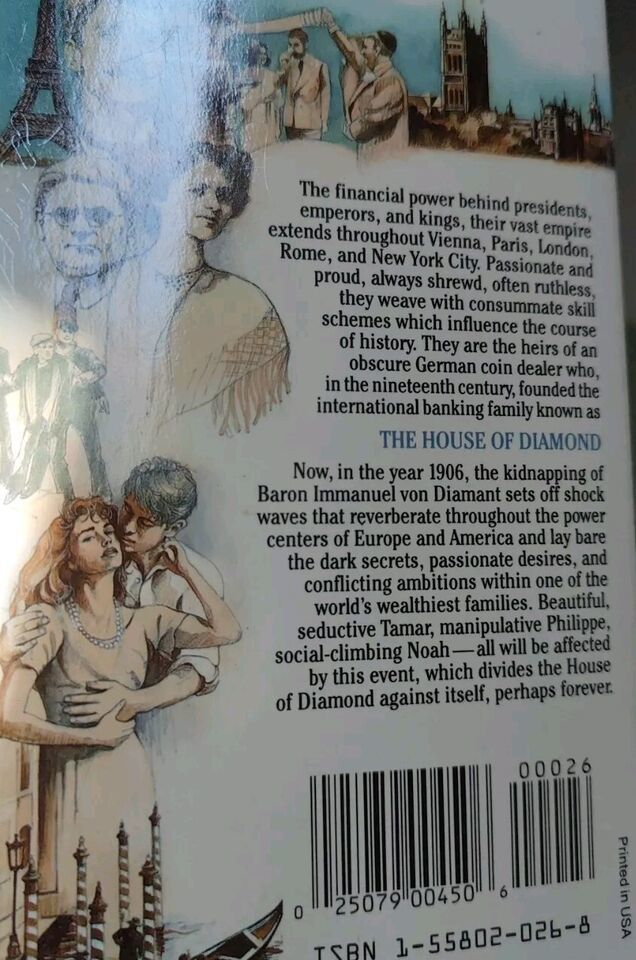 The financial power behind presidents,
emperors, and kings, their vast empire
extends throughout Vienna, Paris, London,
Rome, and New York City. Passionate and
proud, always shrewd, often ruthless,
they weave with consummate skill
schemes which influence the course
of history. They are the heirs of an
obscure German coin dealer who,
in the nineteenth century, founded the
international banking family known as
THE HOUSE OF DIAMOND
Now, in the year 1906, the kidnapping of
Baron Immanuel von Diamant sets off shock
waves that reverberate throughout the power
centers of Europe and America and lay bare
the dark secrets, passionate desires, and
conflicting ambitions within one of the
world's wealthiest families. Beautiful,
seductive Tamar, manipulative Philippe,
social-climbing Noah—all will be affected
by this event, which divides the House
of Diamond against itself, perhaps forever.
00026
0 25079 00450 6
ISBN 1-55802-026-8
Printed in USA